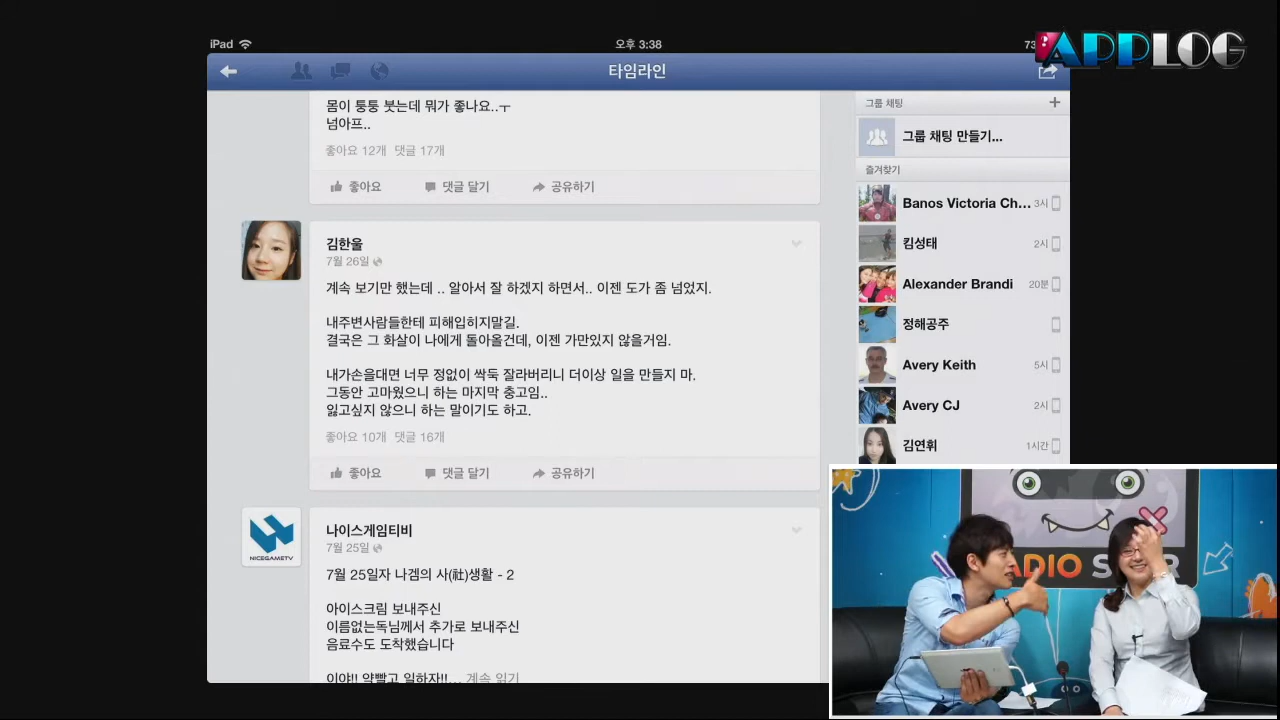 iPad
오후 3:38
73
APPLOG
타임라인
몸이 퉁퉁 붓는데 뭐가 좋나요..ㅜ
넘아프..
좋아요 12개 댓글 17개
좋아요 댓글 달기 공유하기
김한울
7월 26일
계속 보기만 했는데 .. 알아서 잘 하겠지 하면서.. 이젠 도가 좀 넘었지.
내주변사람들한테 피해입히지말길.
결국은 그 화살이 나에게 돌아올건데, 이젠 가만있지 않을거임.
내가손을대면 너무 정없이 싹둑 잘라버리니 더이상 일을 만들지 마.
그동안 고마웠으니 하는 마지막 충고임..
잃고싶지 않으니 하는 말이기도 하고.
좋아요 10개 댓글 16개
좋아요 댓글 달기 공유하기
NICEGAMETV
나이스게임티비
7월 25일
7월 25일자 나겜의 사(社)생활 - 2
아이스크림 보내주신
이름없는독님께서 추가로 보내주신
음료수도 도착했습니다
이야!! 약빨고 일하자!!... 계속 읽기
그룹 채팅
그룹 채팅 만들기...
즐겨찾기
Banos Victoria Ch... 3시
킴성태 2시
Alexander Brandi 20분
정해공주
Avery Keith 5시
Avery CJ 2시
김연휘 1시간
RADIO STAR